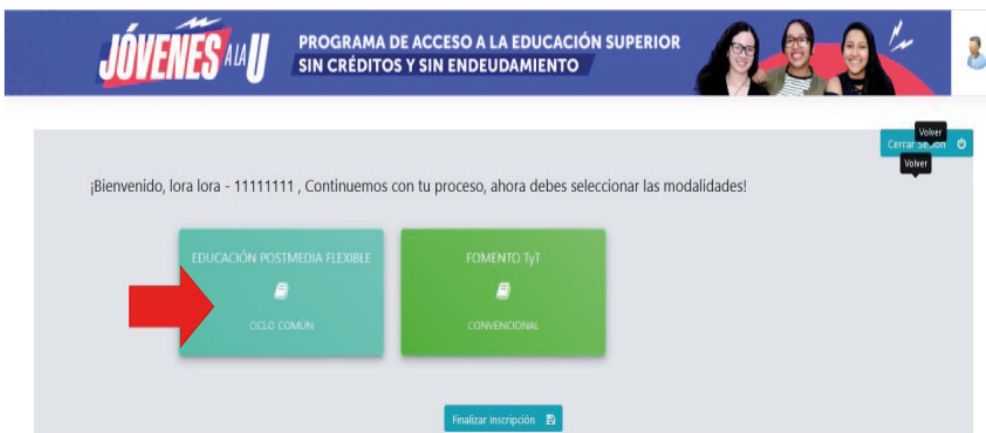 JÓVENES A LA U
PROGRAMA DE ACCESO A LA EDUCACIÓN SUPERIOR
SIN CRÉDITOS Y SIN ENDEUDAMIENTO
Volver
Cerrar Sesión
Volver
¡Bienvenido, lora lora - 11111111 , Continuemos con tu proceso, ahora debes seleccionar las modalidades!
EDUCACIÓN POSTMEDIA FLEXIBLE
CICLO COMÚN
FOMENTO TyT
CONVENCIONAL
Finalizar Inscripción